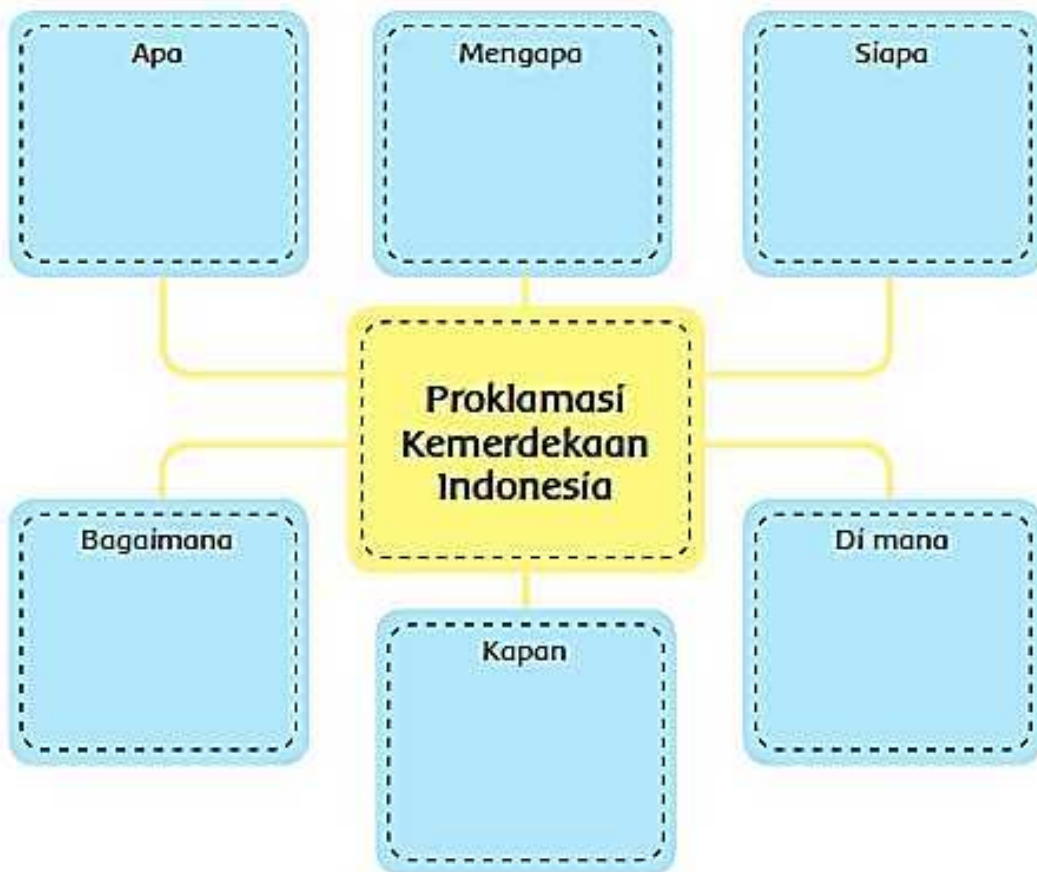 Apa
Mengapa
Siapa
Proklamasi
Kemerdekaan
Indonesia
Bagaimana
Di mana
Kapan